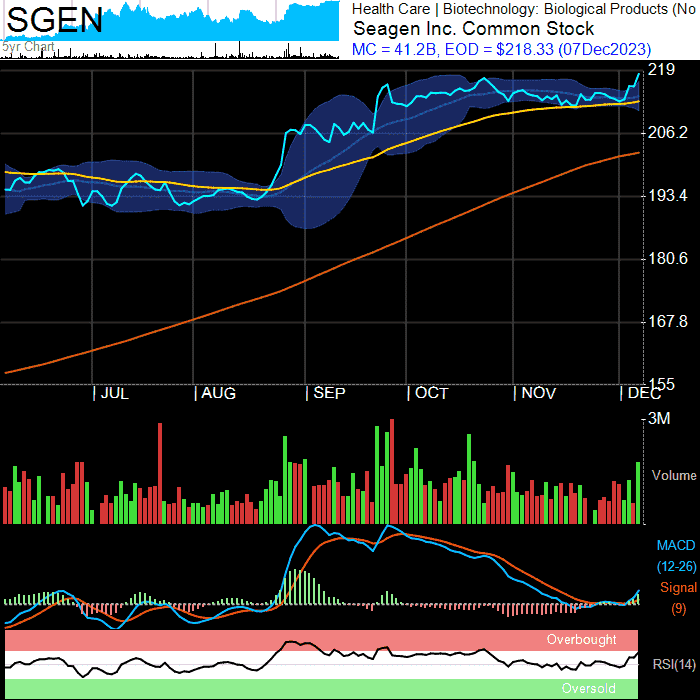 SGEN
5yr Chart
Health Care | Biotechnology: Biological Products (No
Seagen Inc. Common Stock
MC = 41.2B, EOD = $218.33 (07Dec2023)
219
206.2
193.4
180.6
167.8
155
| JUL | AUG | SEP | OCT | NOV | DEC
3M
Volume
MACD
(12-26)
Signal
(9)
Overbought
RSI(14)
Oversold